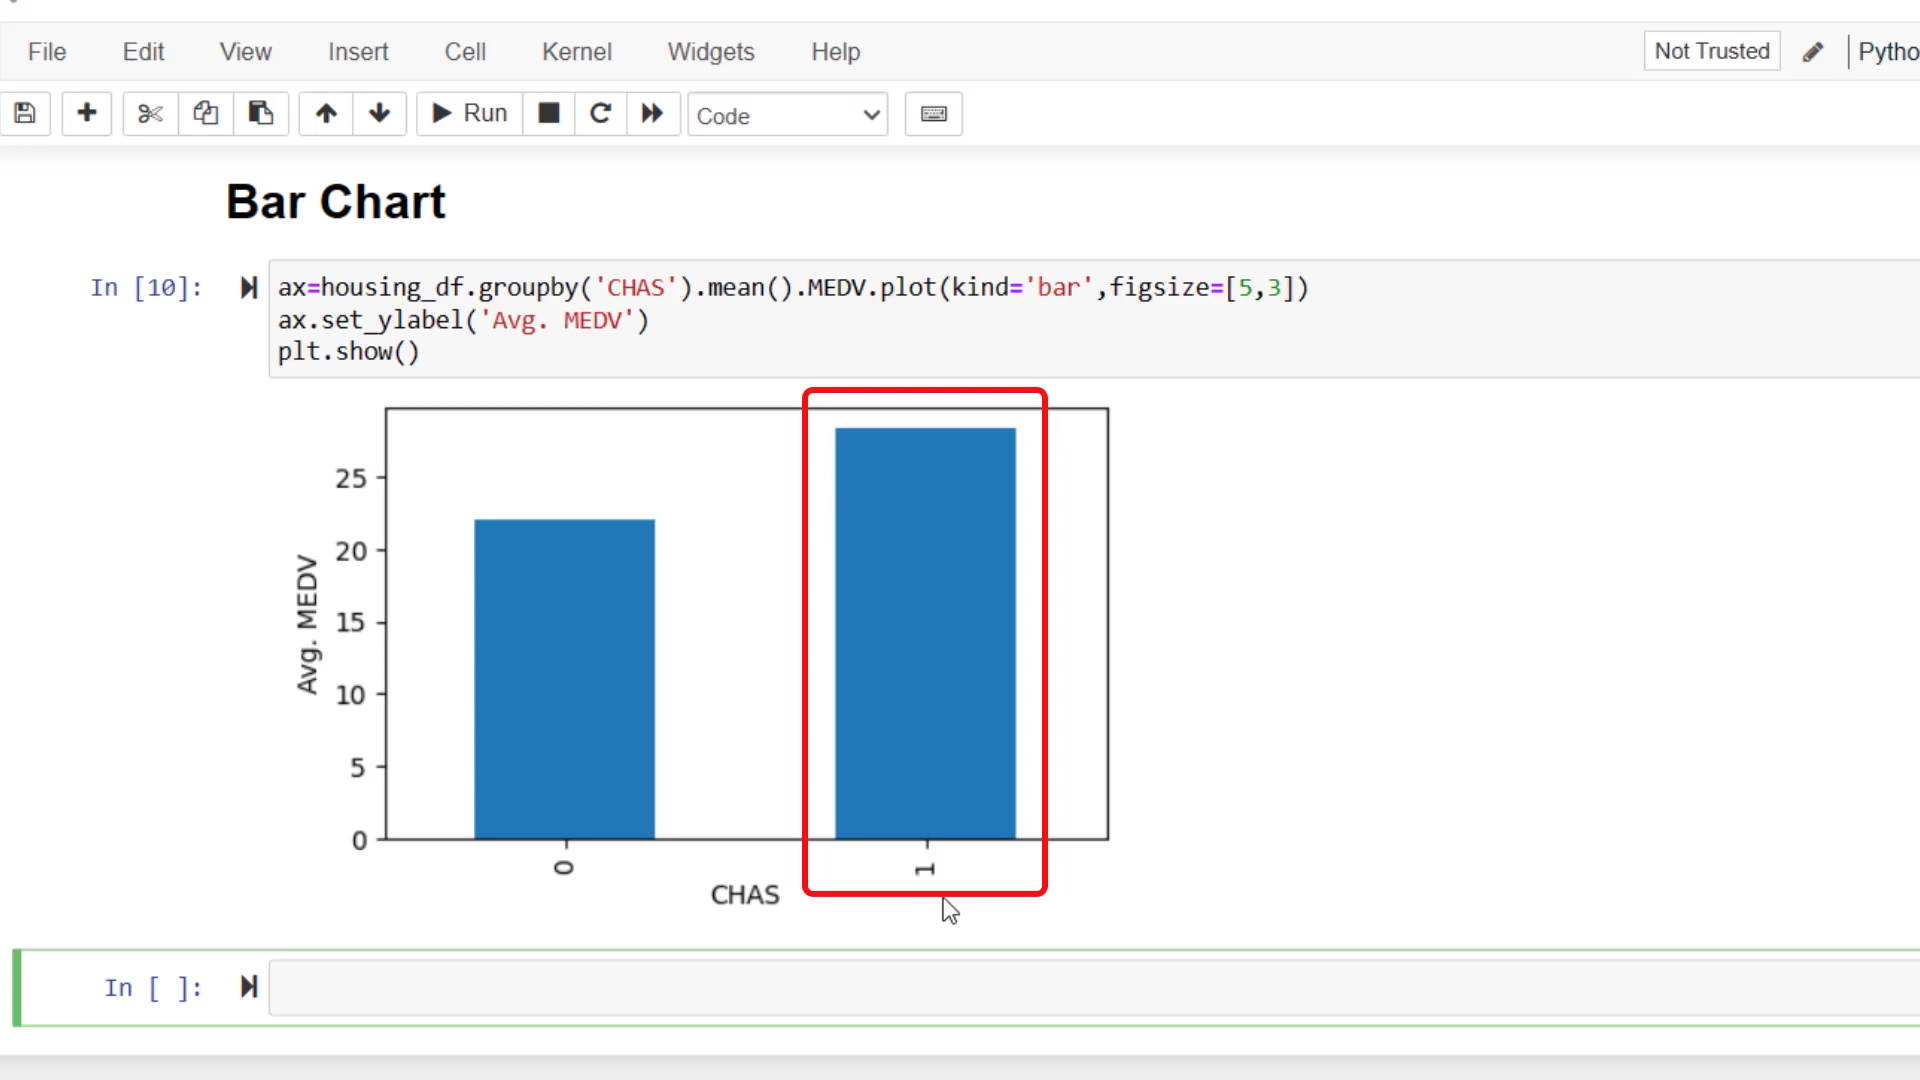 File Edit View Insert Cell Kernel Widgets Help Not Trusted Pytho
Run Code
Bar Chart
In [10]: ax=housing_df.groupby('CHAS').mean().MEDV.plot(kind='bar',figsize=[5,3])
ax.set_ylabel('Avg. MEDV')
plt.show()
25
20
15
10
5
0
Avg. MEDV
0 1
CHAS
In [ ]: